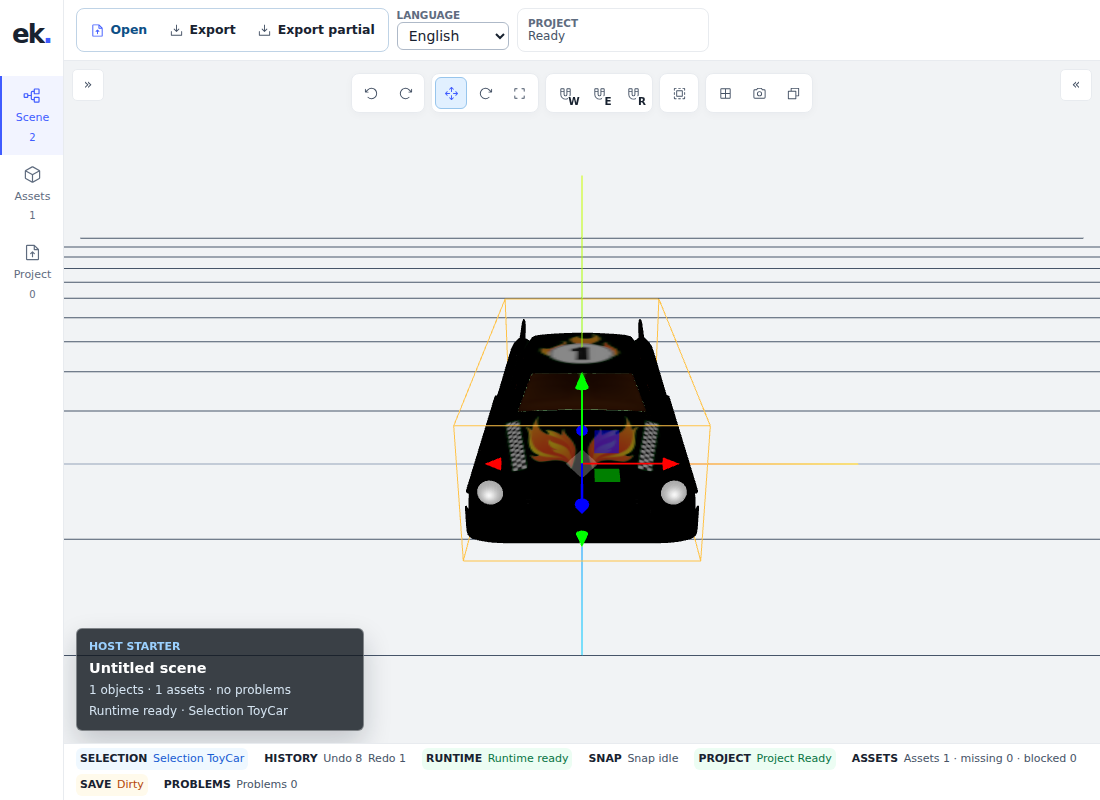 ek.
Open
Export
Export partial
LANGUAGE
English
PROJECT
Ready
Scene
2
Assets
1
Project
0
»
W
E
R
«
1
HOST STARTER
Untitled scene
1 objects · 1 assets · no problems
Runtime ready · Selection ToyCar
SELECTION Selection ToyCar HISTORY Undo 8 Redo 1 RUNTIME Runtime ready SNAP Snap idle PROJECT Project Ready ASSETS Assets 1 · missing 0 · blocked 0
SAVE Dirty PROBLEMS Problems 0